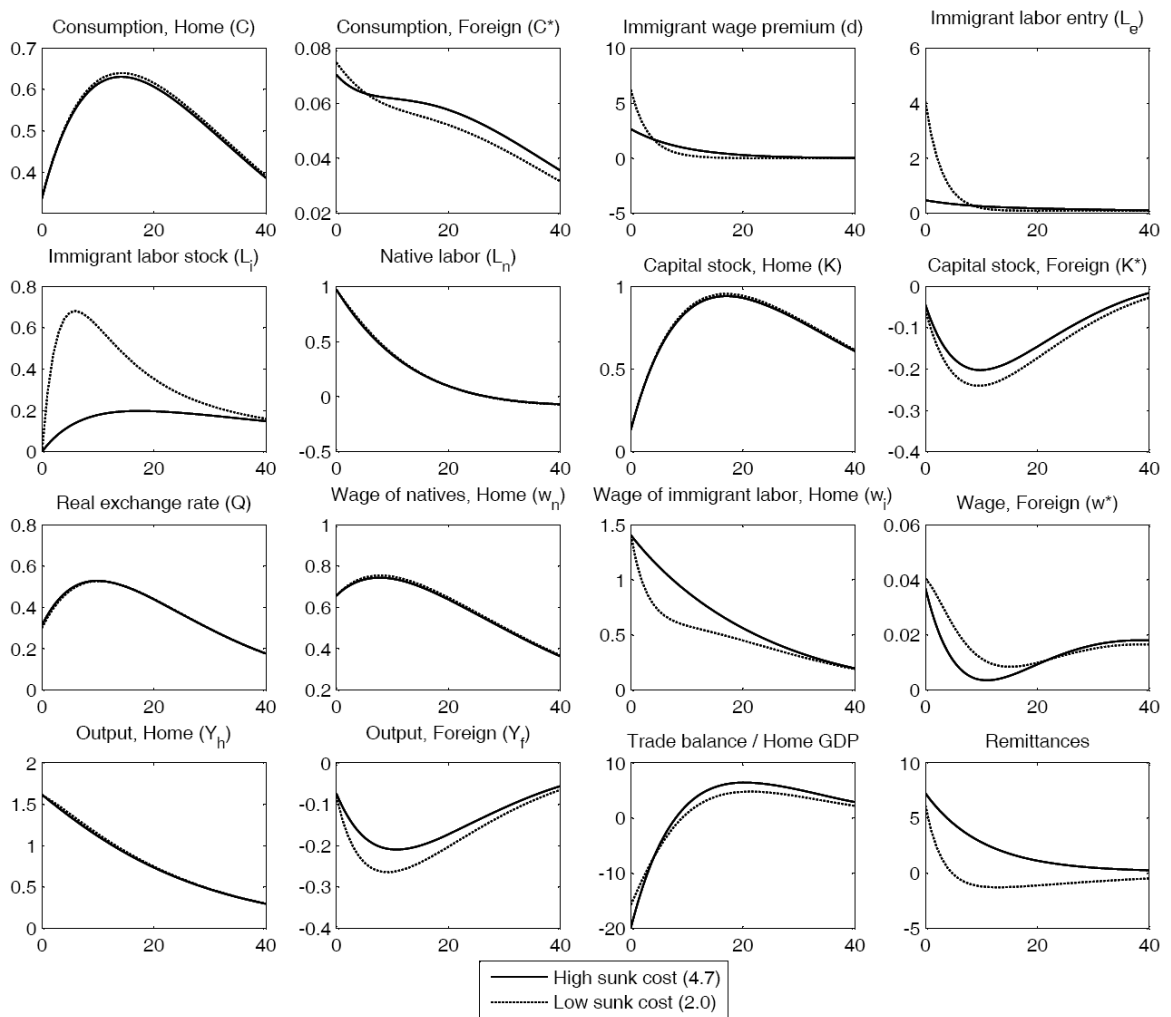 Consumption, Home (C)
Consumption, Foreign (C*)
Immigrant wage premium (d)
Immigrant labor entry (L_e)
0.7
0.6
0.5
0.4
0 20 40
0.08
0.06
0.04
0.02
0 20 40
10
5
0
-5
0 20 40
6
4
2
0
0 20 40
Immigrant labor stock (L_i)
Native labor (L_n)
Capital stock, Home (K)
Capital stock, Foreign (K*)
0.8
0.6
0.4
0.2
0
0 20 40
1
0.5
0
-0.5
0 20 40
1
0.5
0
0 20 40
0
-0.1
-0.2
-0.3
-0.4
0 20 40
Real exchange rate (Q)
Wage of natives, Home (w_n)
Wage of immigrant labor, Home (w_i)
Wage, Foreign (w*)
0.8
0.6
0.4
0.2
0
0 20 40
1
0.8
0.6
0.4
0.2
0 20 40
1.5
1
0.5
0
0 20 40
0.06
0.04
0.02
0
0 20 40
Output, Home (Y_h)
Output, Foreign (Y_f)
Trade balance / Home GDP
Remittances
2
1.5
1
0.5
0
0 20 40
0
-0.1
-0.2
-0.3
-0.4
0 20 40
10
0
-10
-20
0 20 40
10
5
0
-5
0 20 40
High sunk cost (4.7)
Low sunk cost (2.0)